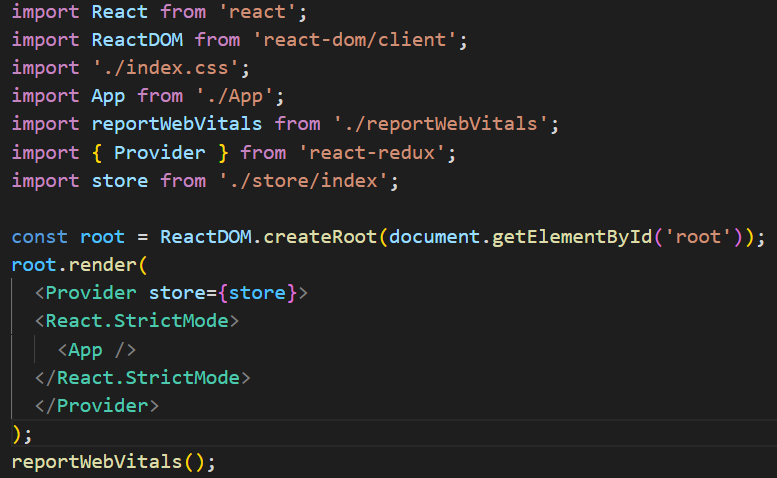 import React from 'react';
import ReactDOM from 'react-dom/client';
import './index.css';
import App from './App';
import reportWebVitals from './reportWebVitals';
import { Provider } from 'react-redux';
import store from './store/index';

const root = ReactDOM.createRoot(document.getElementById('root'));
root.render(
  <Provider store={store}>
  <React.StrictMode>
    <App />
  </React.StrictMode>
  </Provider>
);
reportWebVitals();